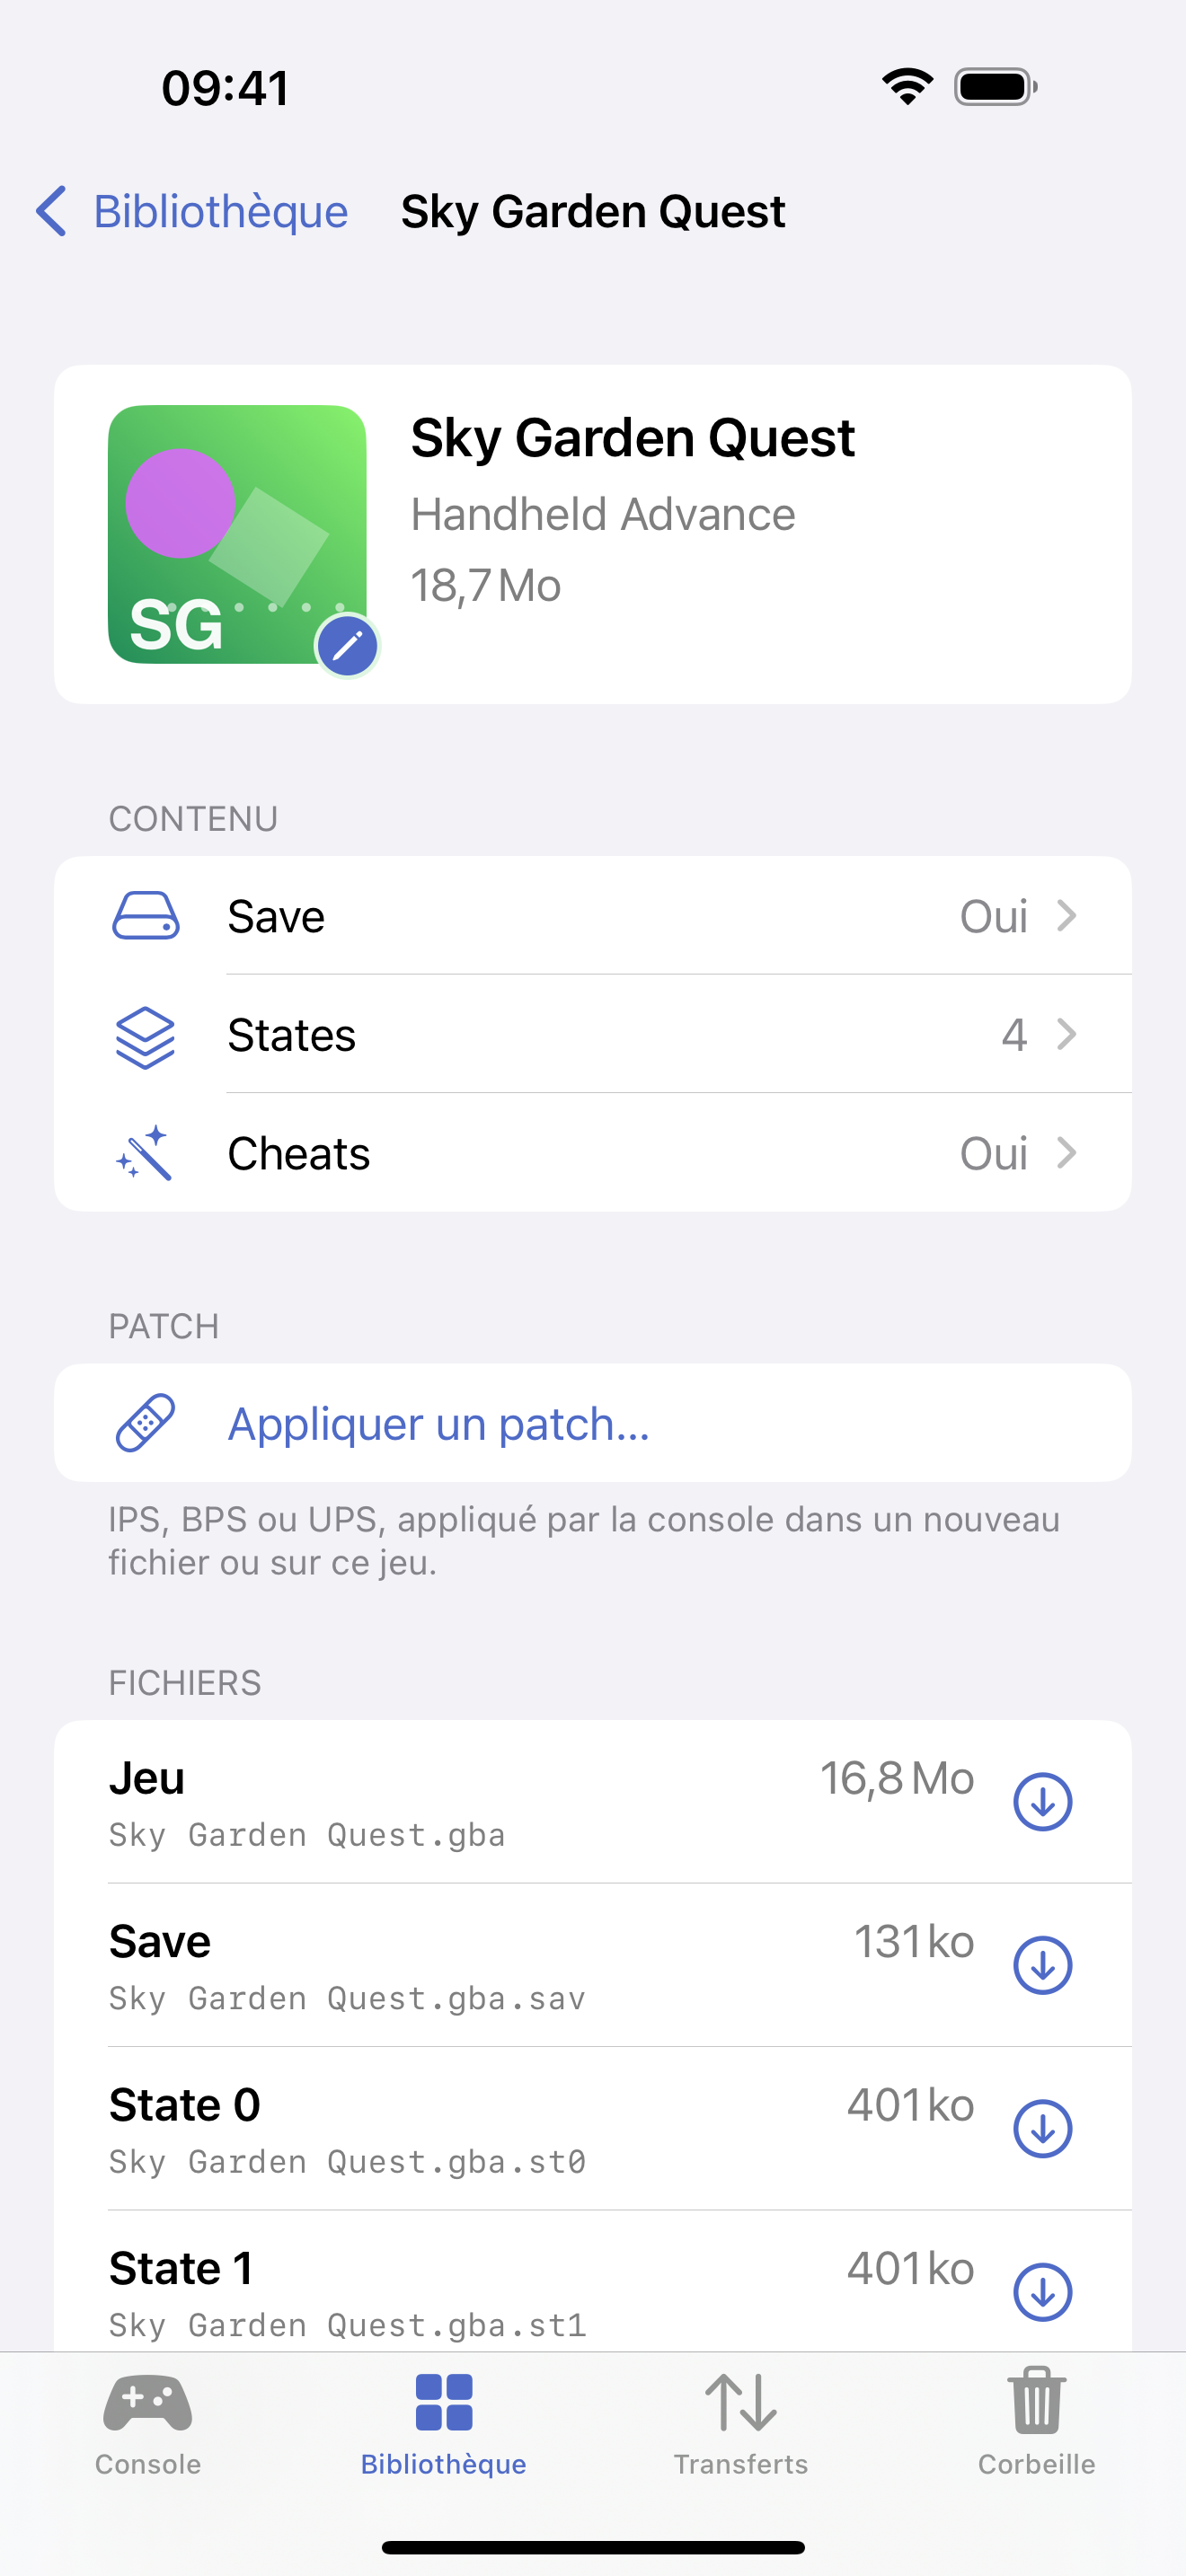 09:41
Bibliothèque
Sky Garden Quest
SG
Sky Garden Quest
Handheld Advance
18,7 Mo
CONTENU
Save Oui
States 4
Cheats Oui
PATCH
Appliquer un patch...
IPS, BPS ou UPS, appliqué par la console dans un nouveau
fichier ou sur ce jeu.
FICHIERS
Jeu 16,8 Mo
Sky Garden Quest.gba
Save 131 ko
Sky Garden Quest.gba.sav
State 0 401 ko
Sky Garden Quest.gba.st0
State 1 401 ko
Sky Garden Quest.gba.st1
Console Bibliothèque Transferts Corbeille